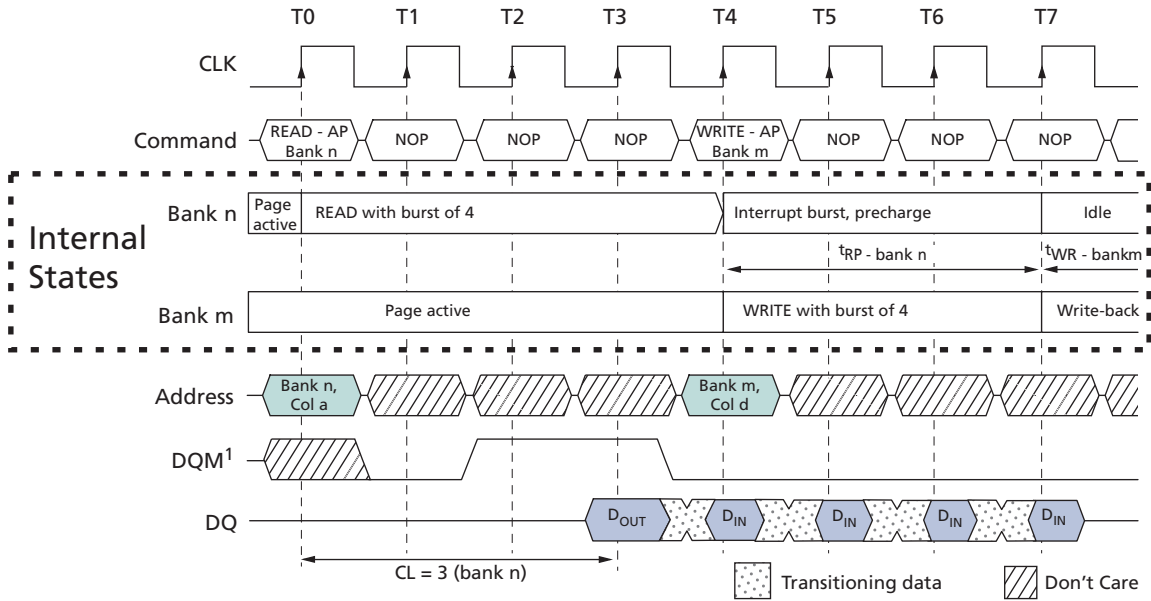 T0 T1 T2 T3 T4 T5 T6 T7
CLK
Command READ - AP Bank n NOP NOP NOP WRITE - AP Bank m NOP NOP NOP
Internal States
Bank n Page active READ with burst of 4 Interrupt burst, precharge Idle
tRP - bank n tWR - bankm
Bank m Page active WRITE with burst of 4 Write-back
Address Bank n, Col a Bank m, Col d
DQM1
DQ DOUT DIN DIN DIN DIN
CL = 3 (bank n)
Transitioning data Don't Care